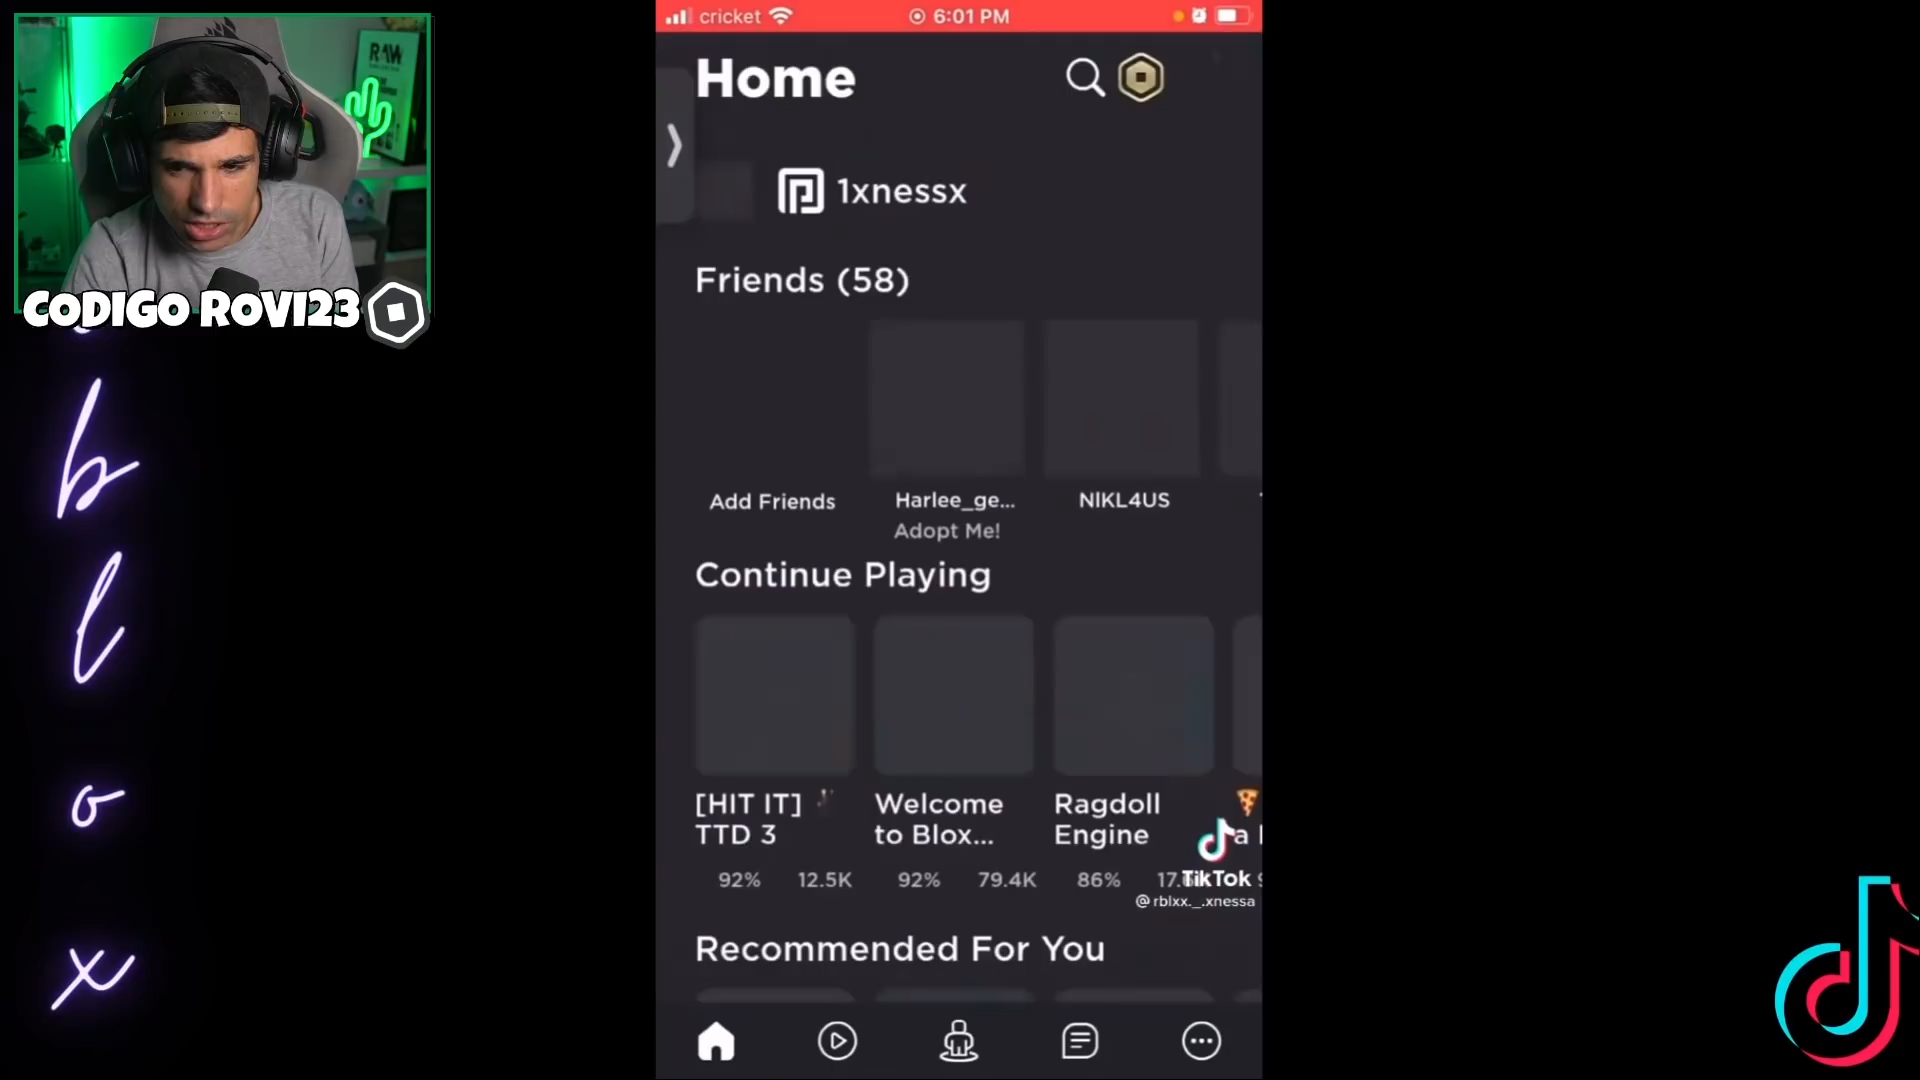 RAW
CODIGO ROVI23
b
l
o
x
cricket
6:01 PM
Home
1xnessx
Friends (58)
Add Friends
Harlee_ge...
Adopt Me!
NIKL4US
Continue Playing
[HIT IT]
TTD 3
92% 12.5K
Welcome
to Blox...
92% 79.4K
Ragdoll
Engine
86%
TikTok
@rblxx._.xnessa
Recommended For You